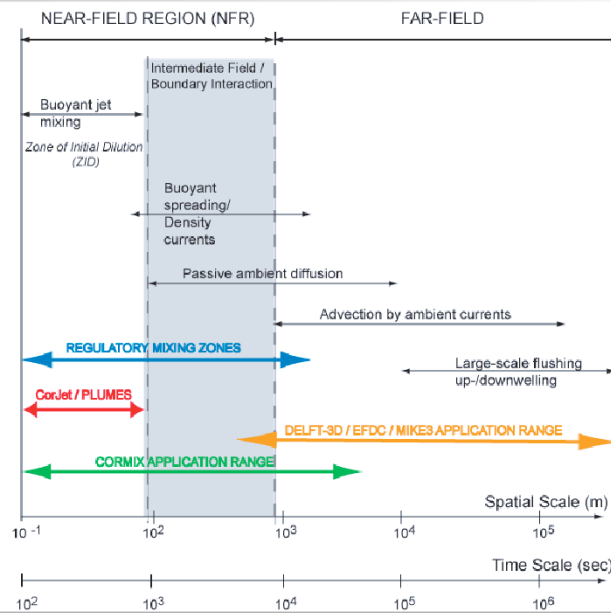 NEAR-FIELD REGION (NFR)
FAR-FIELD
Intermediate Field /
Boundary Interaction
Buoyant jet
mixing
Zone of Initial Dilution
(ZID)
Buoyant
spreading/
Density
currents
Passive ambient diffusion
Advection by ambient currents
REGULATORY MIXING ZONES
Large-scale flushing
up-/downwelling
CorJet / PLUMES
DELFT-3D / EFDC / MIKE3 APPLICATION RANGE
CORMIX APPLICATION RANGE
Spatial Scale (m)
10⁻¹ 10² 10³ 10⁴ 10⁵
Time Scale (sec)
10² 10³ 10⁴ 10⁵ 10⁶